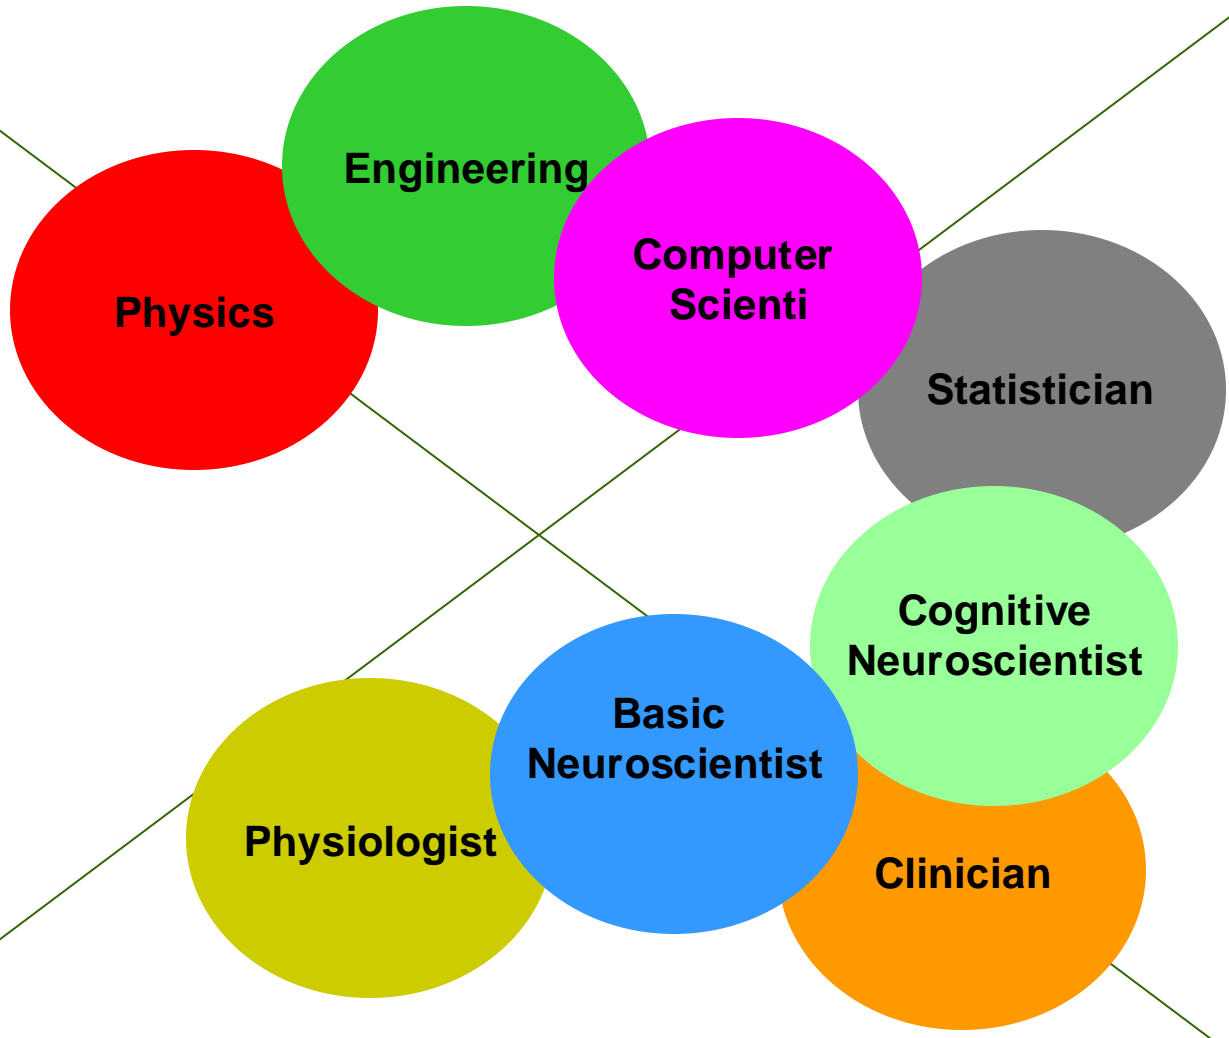 Engineering
Physics
Computer
Scienti
Statistician
Cognitive
Neuroscientist
Basic
Neuroscientist
Physiologist
Clinician